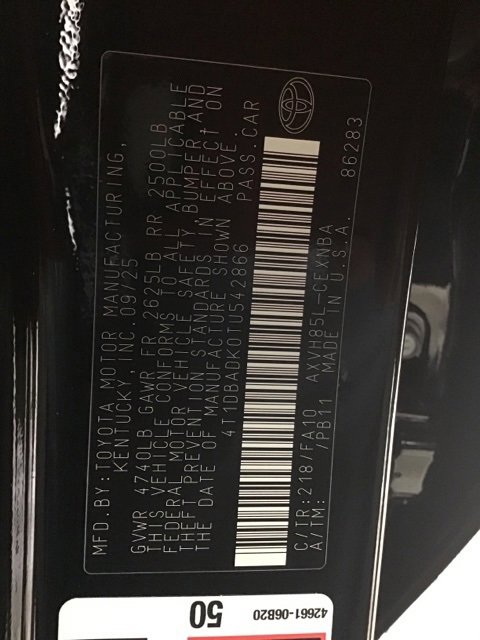 MFD. BY: TOYOTA MOTOR MANUFACTURING,
KENTUCKY, INC. 09/25
GVWR 4740LB GAWR FR 2625LB RR 2500LB
THIS VEHICLE CONFORMS TO ALL APPLICABLE
FEDERAL MOTOR VEHICLE SAFETY, BUMPER, AND
THEFT PREVENTION STANDARDS IN EFFECT ON
THE DATE OF MANUFACTURE SHOWN ABOVE.
4T1DBADK0TU542866 PASS. CAR
C/TR: 218/FA10 AXVH85L-CEXNBA
A/TM: /PB11 MADE IN U.S.A. 86283
50
42661-06B20